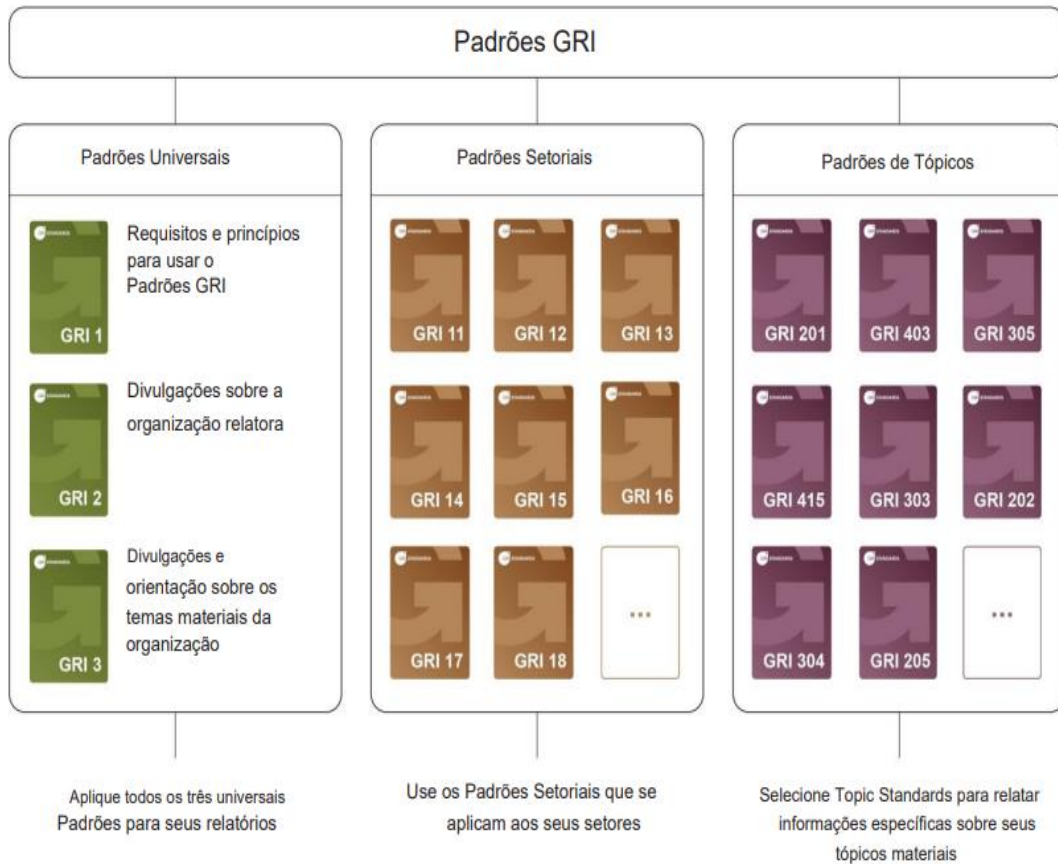 Padrões GRI
Padrões Universais
GRI 1
Requisitos e princípios
para usar o
Padrões GRI
GRI 2
Divulgações sobre a
organização relatora
GRI 3
Divulgações e
orientação sobre os
temas materiais da
organização
Aplique todos os três universais
Padrões para seus relatórios
Padrões Setoriais
GRI 11 GRI 12 GRI 13
GRI 14 GRI 15 GRI 16
GRI 17 GRI 18 ...
Use os Padrões Setoriais que se
aplicam aos seus setores
Padrões de Tópicos
GRI 201 GRI 403 GRI 305
GRI 415 GRI 303 GRI 202
GRI 304 GRI 205 ...
Selecione Topic Standards para relatar
informações específicas sobre seus
tópicos materiais